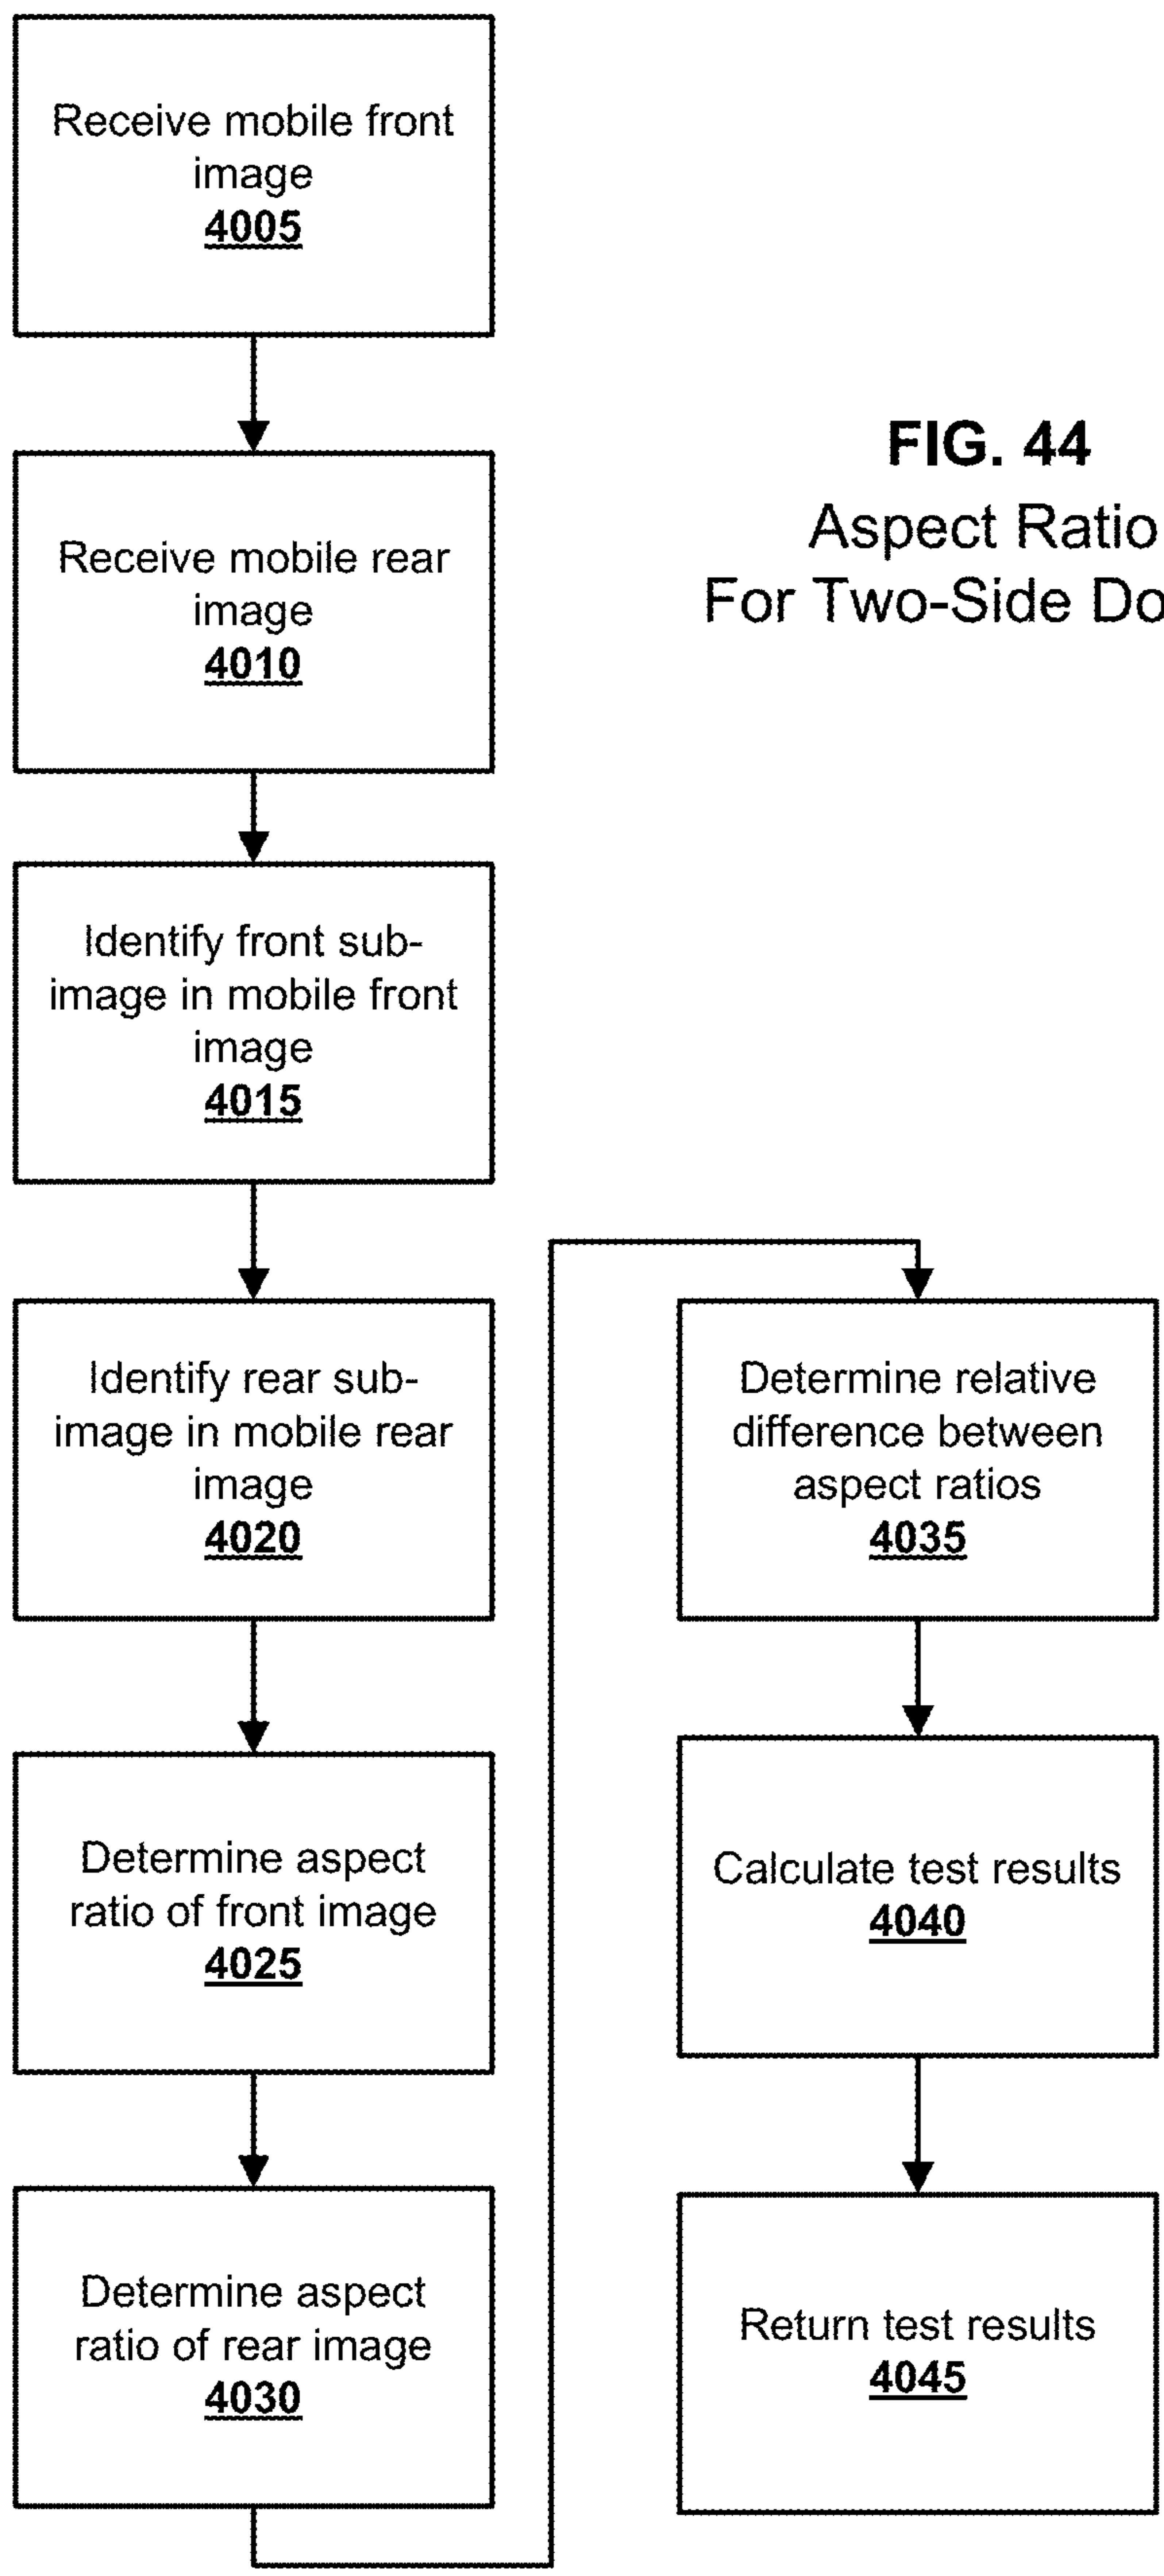 Receive mobile front
image
4005
Receive mobile rear
image
4010
Identify front sub-
image in mobile front
image
4015
Identify rear sub-
image in mobile rear
image
4020
Determine aspect
ratio of front image
4025
Determine aspect
ratio of rear image
4030
FIG. 44
Aspect Ratio
For Two-Side
Determine relative
difference between
aspect ratios
4035
Calculate test results
4040
Return test results
4045